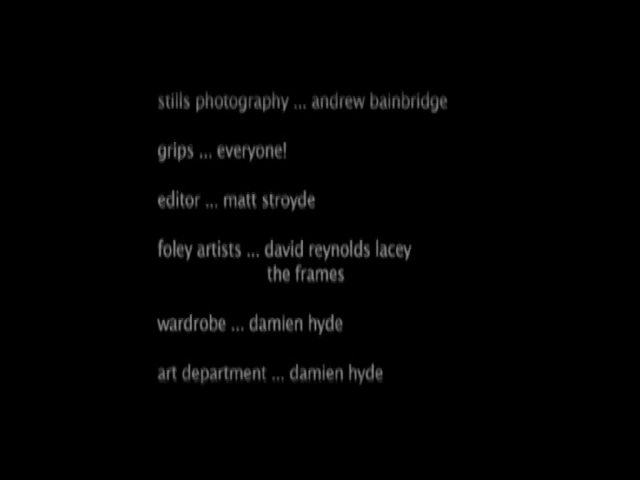 stills photography ... andrew bainbridge
grips ... everyone!
editor ... matt stroyde
foley artists ... david reynolds lacey
the frames
wardrobe ... damien hyde
art department ... damien hyde